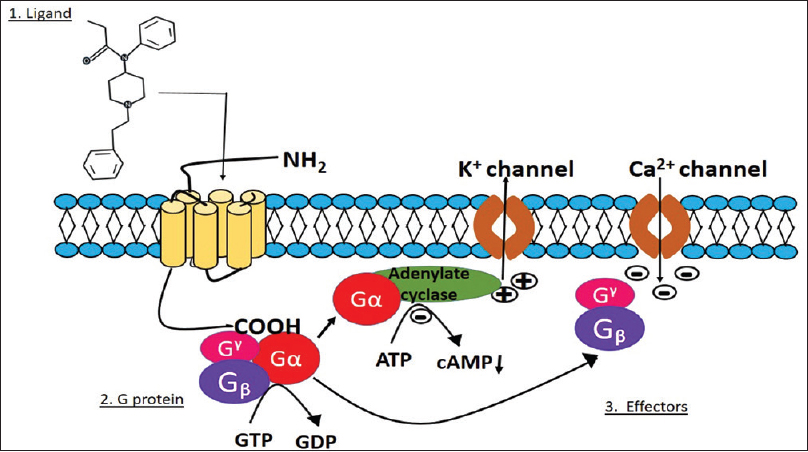 1. Ligand
N
O
N
NH2
K+ channel
Ca2+ channel
Adenylate
cyclase
Gα
COOH
Gγ
Gα
Gβ
ATP
cAMP
Gγ
Gβ
2. G protein
3. Effectors
GTP
GDP